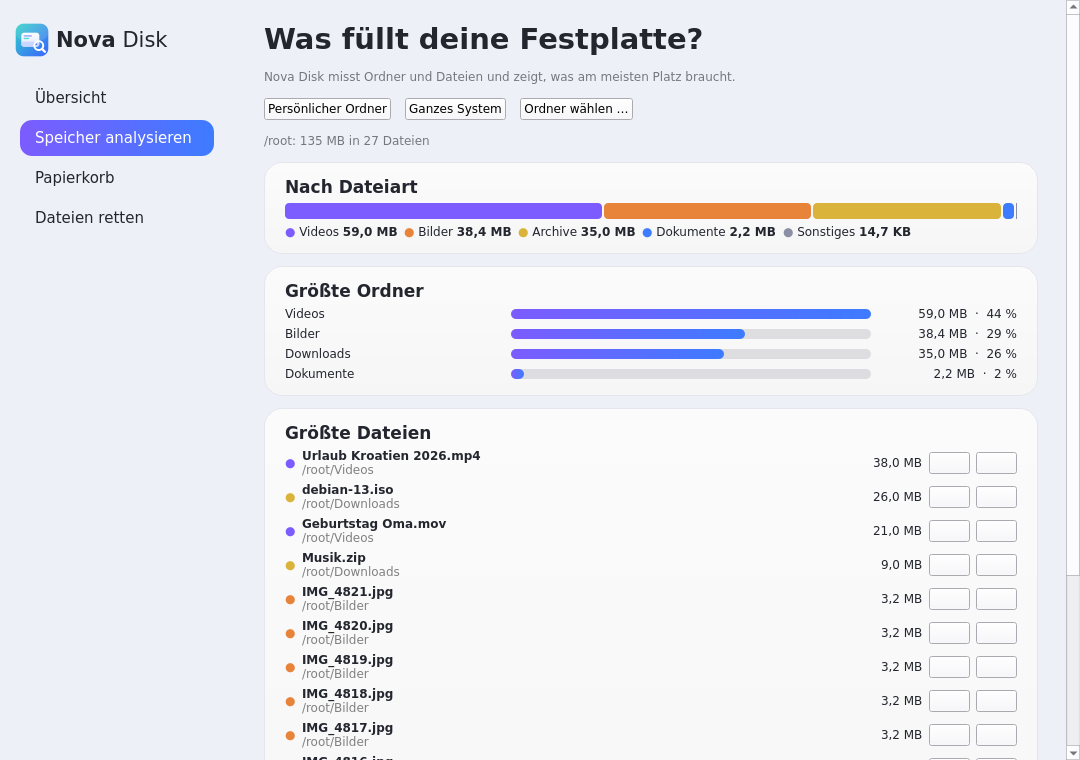 Nova Disk
Übersicht
Speicher analysieren
Papierkorb
Dateien retten
Was füllt deine Festplatte?
Nova Disk misst Ordner und Dateien und zeigt, was am meisten Platz braucht.
Persönlicher Ordner Ganzes System Ordner wählen ...
/root: 135 MB in 27 Dateien
Nach Dateiart
Videos 59,0 MB Bilder 38,4 MB Archive 35,0 MB Dokumente 2,2 MB Sonstiges 14,7 KB
Größte Ordner
Videos 59,0 MB · 44 %
Bilder 38,4 MB · 29 %
Downloads 35,0 MB · 26 %
Dokumente 2,2 MB · 2 %
Größte Dateien
Urlaub Kroatien 2026.mp4
/root/Videos
38,0 MB
debian-13.iso
/root/Downloads
26,0 MB
Geburtstag Oma.mov
/root/Videos
21,0 MB
Musik.zip
/root/Downloads
9,0 MB
IMG_4821.jpg
/root/Bilder
3,2 MB
IMG_4820.jpg
/root/Bilder
3,2 MB
IMG_4819.jpg
/root/Bilder
3,2 MB
IMG_4818.jpg
/root/Bilder
3,2 MB
IMG_4817.jpg
/root/Bilder
3,2 MB